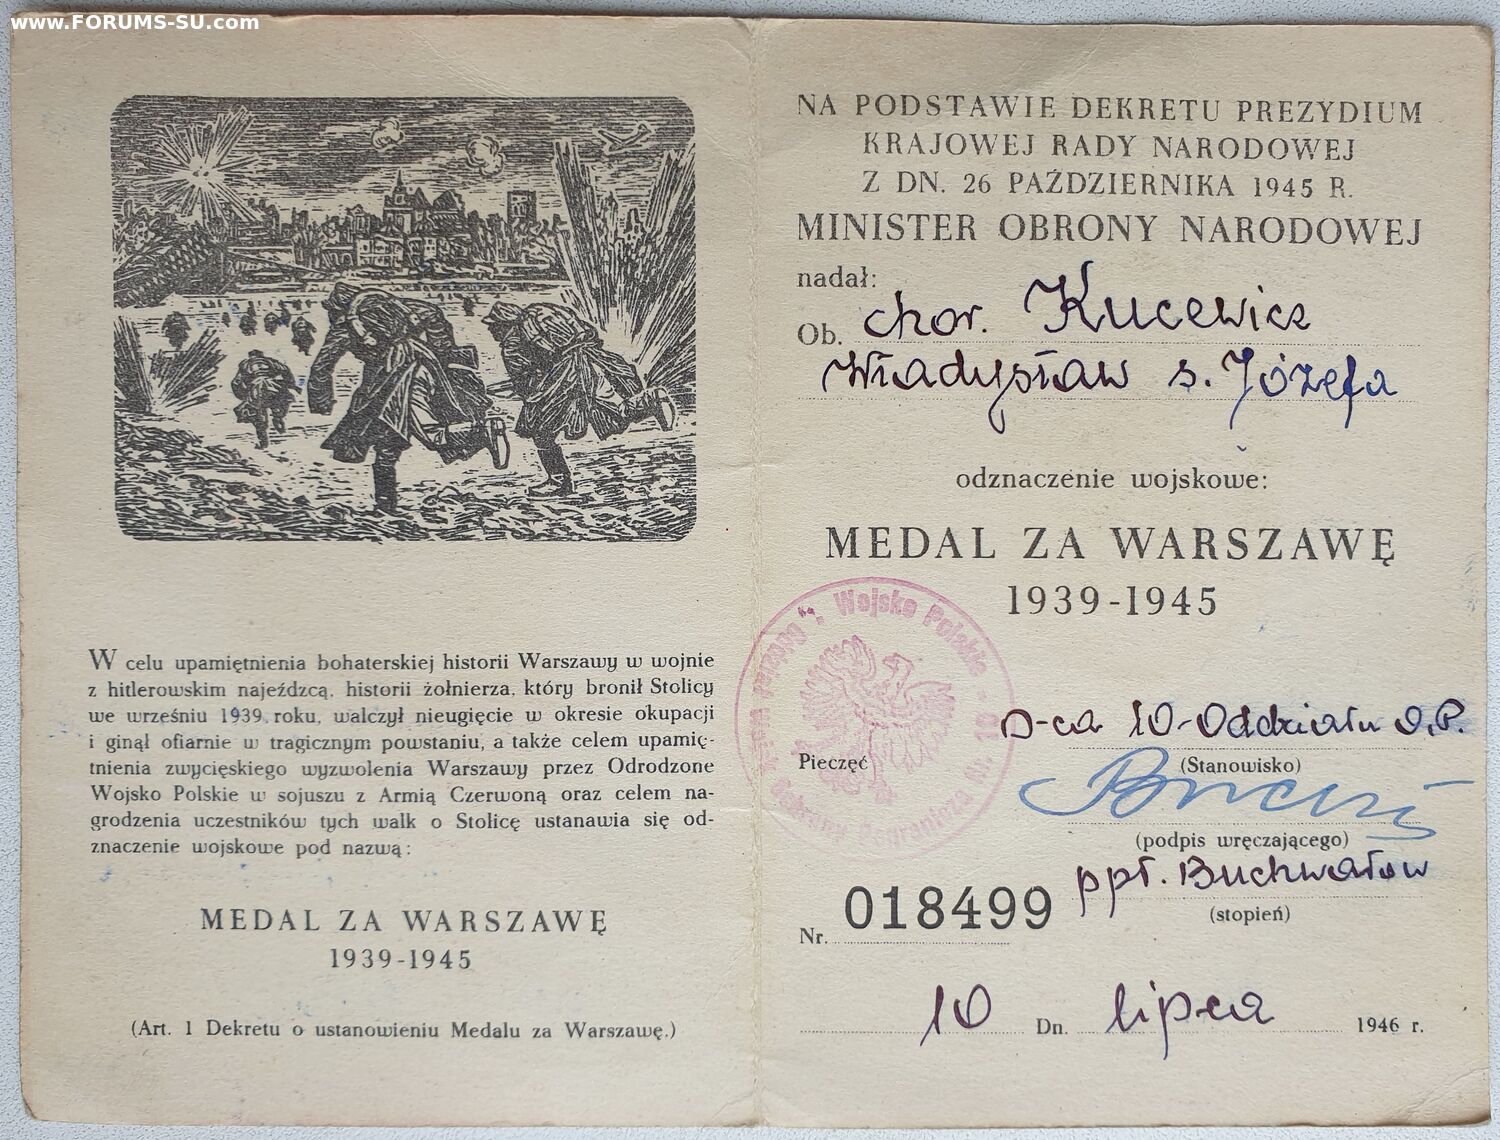 www.FORUMS-SU.com
W celu upamiętnienia bohaterskiej historii Warszawy w wojnie
z hitlerowskim najeźdzcą, historii żołnierza, który bronił Stolicy
we wrześniu 1939 roku, walczył nieugięcie w okresie okupacji
i ginął ofiarnie w tragicznym powstaniu, a także celem upamię-
tnienia zwycięskiego wyzwolenia Warszawy przez Odrodzone
Wojsko Polskie w sojuszu z Armią Czerwoną oraz celem na-
grodzenia uczestników tych walk o Stolicę ustanawia się od-
znaczenie wojskowe pod nazwą:
MEDAL ZA WARSZAWĘ
1939-1945
(Art. 1 Dekretu o ustanowieniu Medalu za Warszawę.)
NA PODSTAWIE DEKRETU PREZYDIUM
KRAJOWEJ RADY NARODOWEJ
Z DN. 26 PAŹDZIERNIKA 1945 R.
MINISTER OBRONY NARODOWEJ
nadał:
Ob. chor. Kucewicz
Władysław s. Józefa
odznaczenie wojskowe:
MEDAL ZA WARSZAWĘ
1939-1945
Wojsko Polskie
Ochrony Pogranicza
D-ca 10-Oddziału O.P.
Pieczęć
(Stanowisko)
(podpis wręczającego)
ppł. Buchwałow
(stopień)
Nr. 018499
10 Dn. lipca 1946 r.